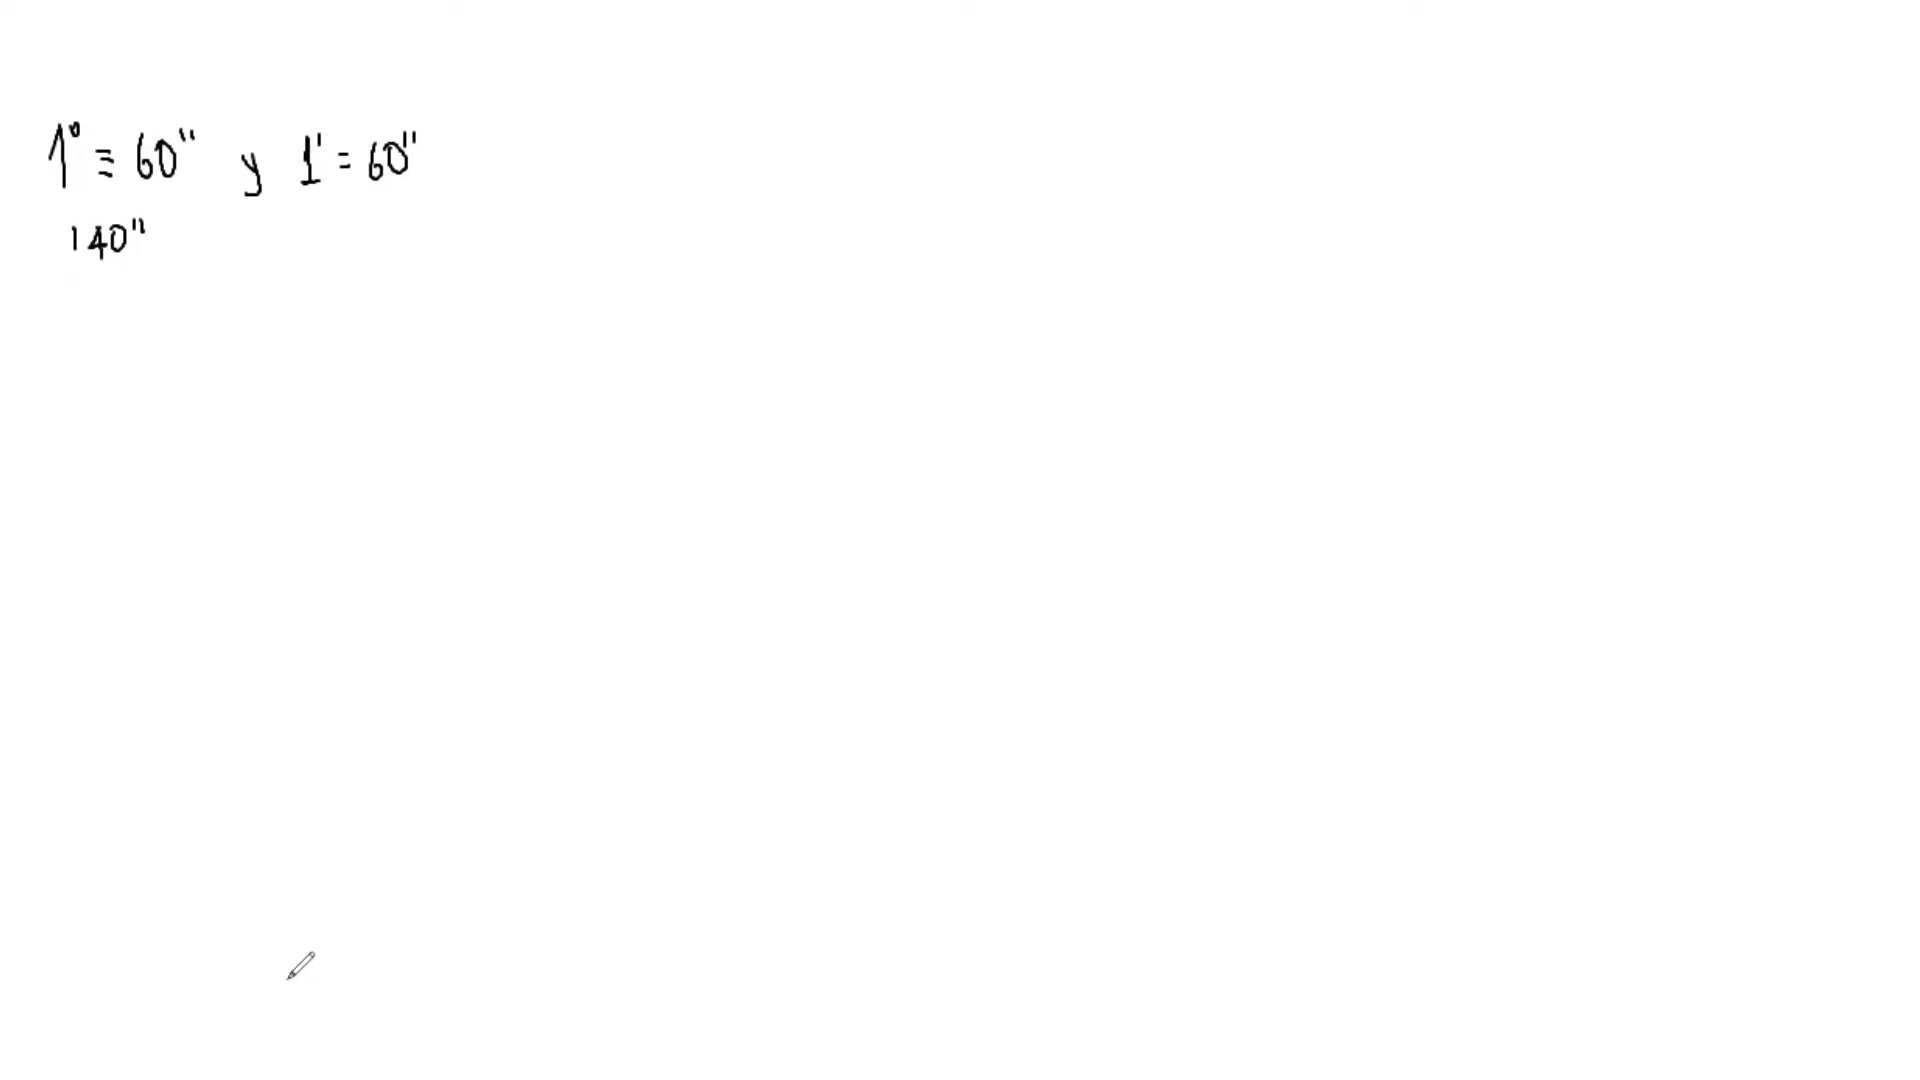 1° ≡ 60" y 1' = 60"
140"